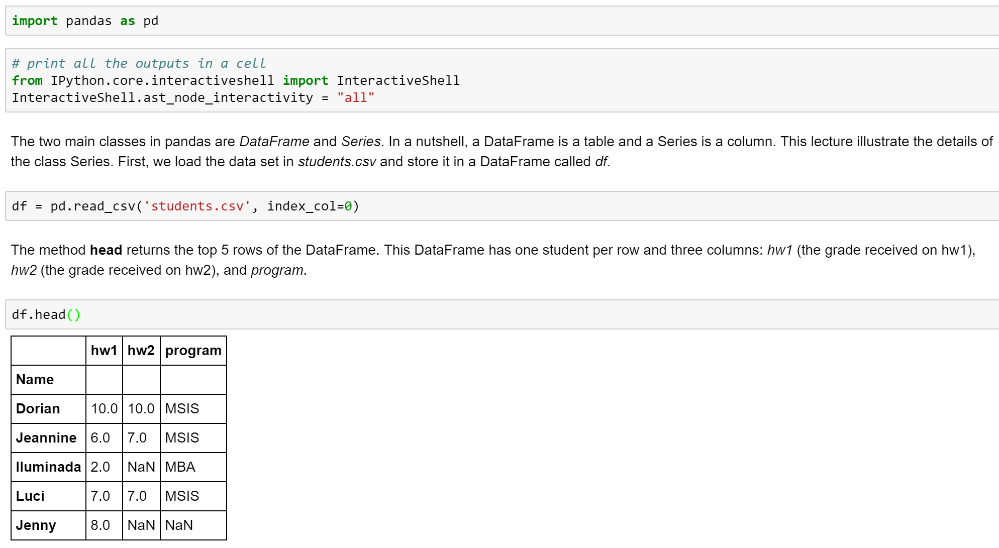 import pandas as pd
# print all the outputs in a cell
from IPython.core.interactiveshell import InteractiveShell
InteractiveShell.ast_node_interactivity = "all"
The two main classes in pandas are DataFrame and Series. In a nutshell, a DataFrame is a table and a Series is a column. This lecture illustrate the details of
the class Series. First, we load the data set in students.csv and store it in a DataFrame called df.
df = pd.read_csv('students.csv', index_col=0)
The method head returns the top 5 rows of the DataFrame. This DataFrame has one student per row and three columns: hw1 (the grade received on hw1),
hw2 (the grade received on hw2), and program.
df.head()
hw1 hw2 program
Name
Dorian 10.0 10.0 MSIS
Jeannine 6.0 7.0 MSIS
Iluminada 2.0 NaN MBA
Luci 7.0 7.0 MSIS
Jenny 8.0 NaN NaN